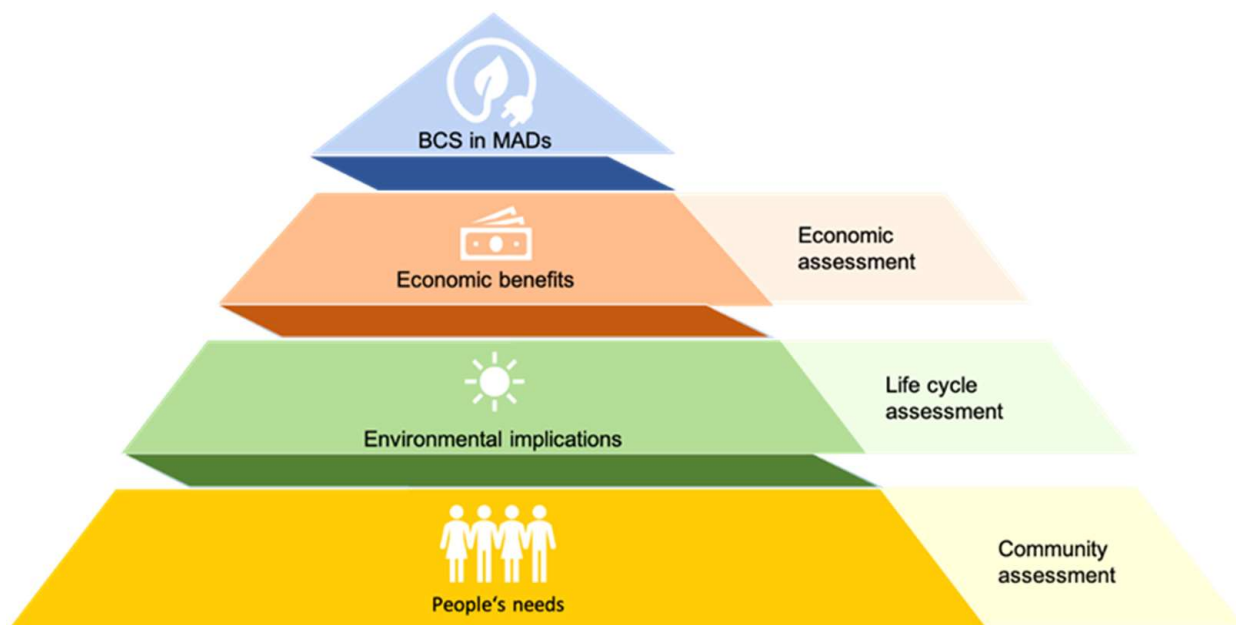 BCS in MADs
Economic benefits
Economic
assessment
Environmental implications
Life cycle
assessment
People‘s needs
Community
assessment